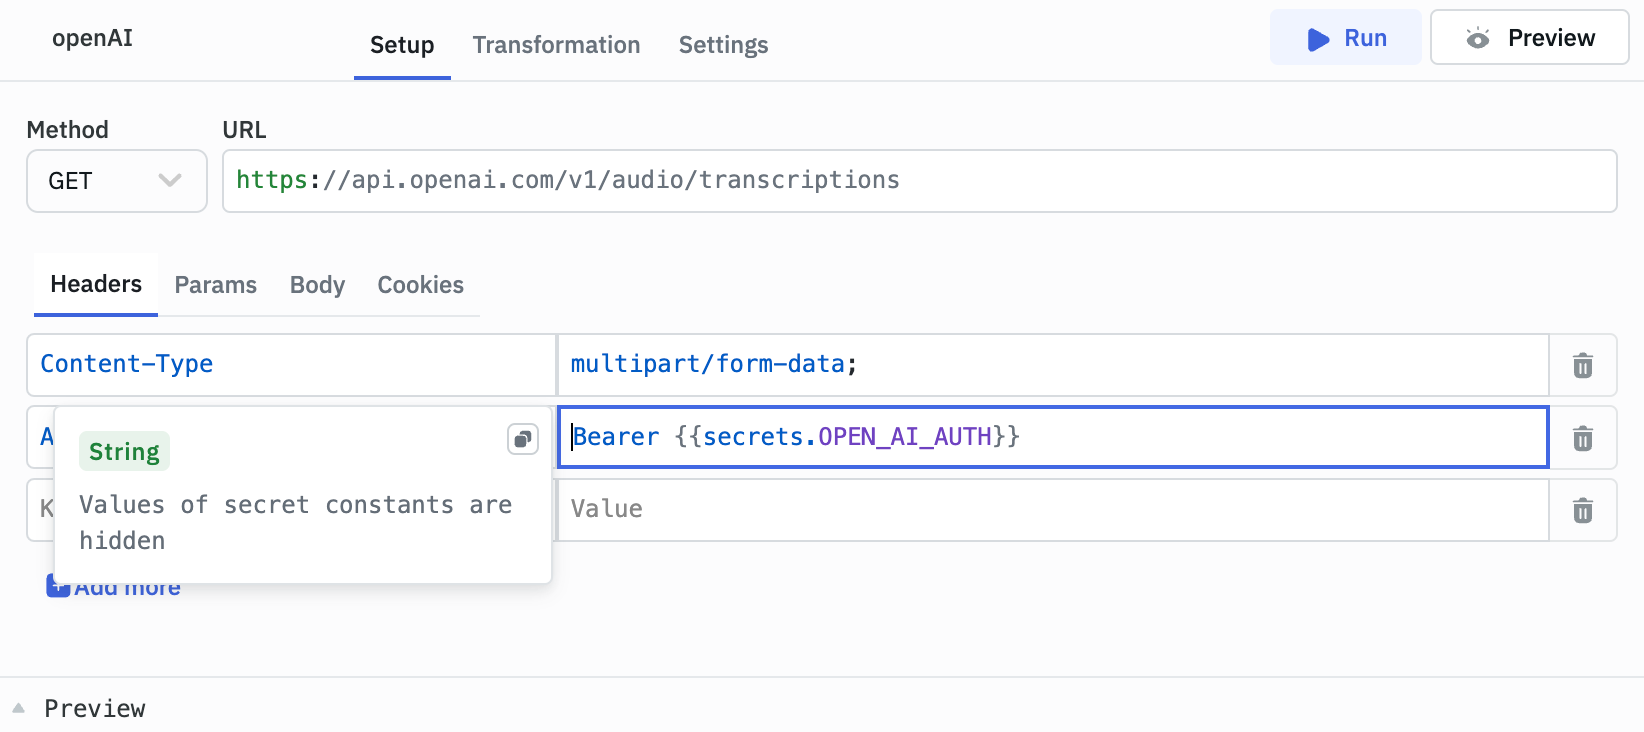 openAI
Setup Transformation Settings
Run Preview
Method URL
GET https://api.openai.com/v1/audio/transcriptions
Headers Params Body Cookies
Content-Type multipart/form-data;
A Bearer {{secrets.OPEN_AI_AUTH}}
String
K Value
Values of secret constants are
hidden
Add more
Preview